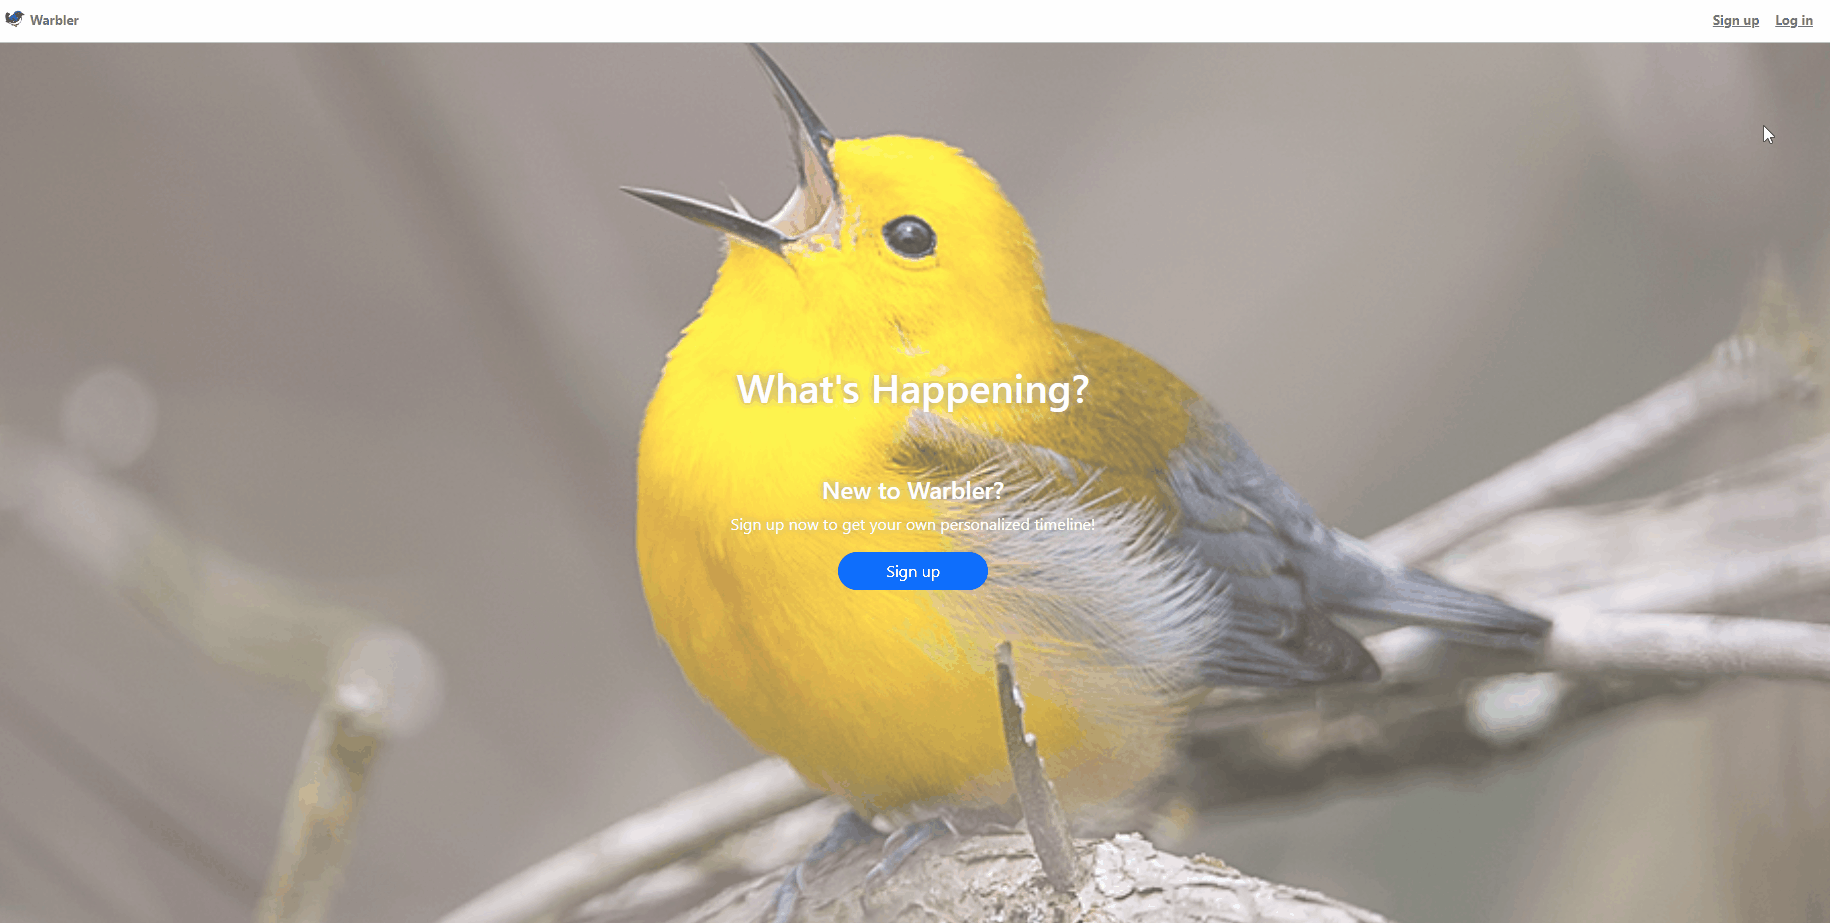 Warbler
Sign up
Log in
What's Happening?
New to Warbler?
Sign up now to get your own personalized timeline!
Sign up